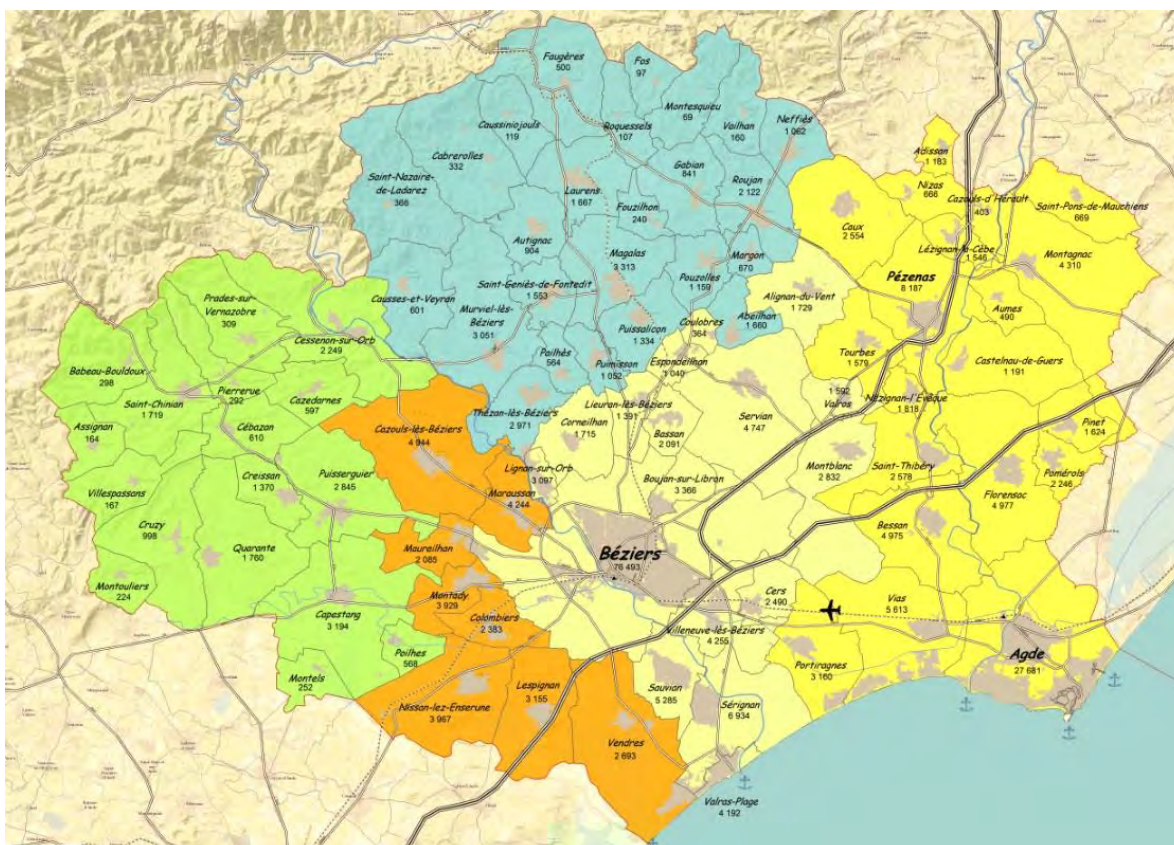 Faugères
500
Fos
97
Montesquieu
69
Vailhan
160
Neffiès
1 062
Caussiniojouls
119
Roquessels
107
Cabrerolles
332
Gabian
841
Roujan
2 122
Saint-Nazaire-
de-Ladarez
366
Laurens
1 667
Fouzilhon
240
Autignac
904
Magalas
3 313
Margon
670
Pouzolles
1 159
Saint-Geniès-de-Fontedit
1 553
Causses-et-Veyran
601
Murviel-lès-
Béziers
3 051
Puissalicon
1 334
Abeilhan
1 660
Pailhès
564
Puimisson
1 052
Thézan-lès-Béziers
2 971
Adissan
1 183
Nizas
666
Cazouls-d'Hérault
403
Saint-Pons-de-Mauchiens
669
Caux
2 554
Lézignan-la-Cèbe
1 546
Montagnac
4 310
Pézenas
8 187
Aumes
490
Tourbes
1 579
Castelnau-de-Guers
1 191
Nézignan-l'Evêque
1 818
Pinet
1 624
Saint-Thibéry
2 578
Pomérols
2 246
Florensac
4 977
Bessan
4 975
Vias
5 613
Portiragnes
3 160
Agde
27 681
Alignan-du-Vent
1 729
Coulobres
364
Espondeilhan
1 040
1 592
Valros
Lieuran-lès-Béziers
1 391
Servian
4 747
Corneilhan
1 715
Bassan
2 091
Lignan-sur-Orb
3 097
Boujan-sur-Libron
3 366
Montblanc
2 832
Béziers
76 493
Cers
2 490
Villeneuve-lès-Béziers
4 255
Sauvian
5 285
Sérignan
6 934
Valras-Plage
4 192
Prades-sur-
Vernazobre
309
Cessenon-sur-Orb
2 249
Babeau-Bouldoux
298
Pierrerue
292
Cazedarnes
597
Saint-Chinian
1 719
Assignan
164
Cébazan
610
Creissan
1 370
Puisserguier
2 845
Villespassans
167
Cruzy
998
Quarante
1 760
Montouliers
224
Capestang
3 194
Poilhes
568
Montels
252
Cazouls-lès-Béziers
4 944
Maraussan
4 244
Maureilhan
2 085
Montady
3 929
Colombiers
2 383
Lespignan
3 155
Nissan-lez-Enserune
3 967
Vendres
2 693